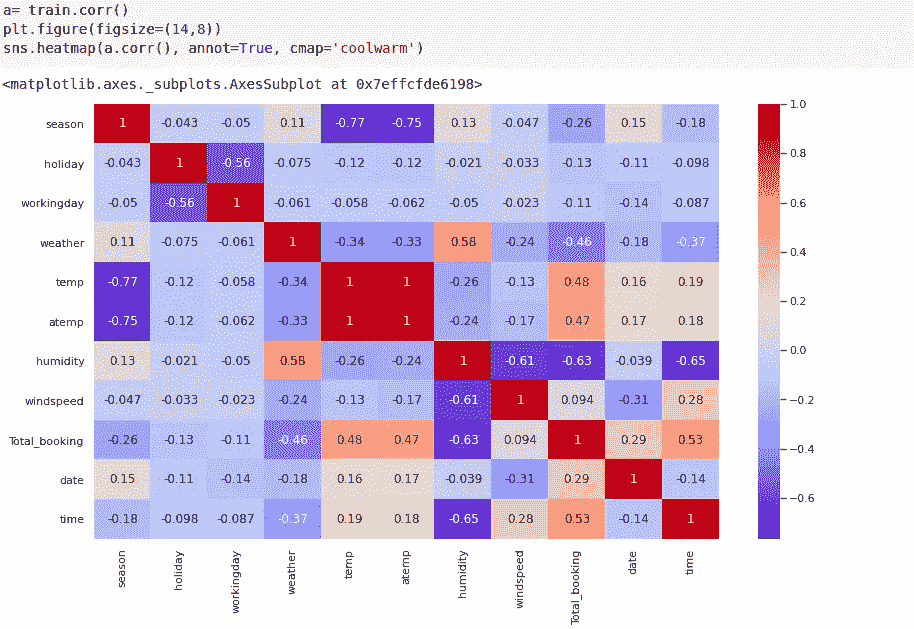 a= train.corr()
plt.figure(figsize=(14,8))
sns.heatmap(a.corr(), annot=True, cmap='coolwarm')
<matplotlib.axes._subplots.AxesSubplot at 0x7effcfde6198>
season 1 -0.043 -0.05 0.11 -0.77 -0.75 0.13 -0.047 -0.26 0.15 -0.18
holiday -0.043 1 -0.56 -0.075 -0.12 -0.12 -0.021 -0.033 -0.13 -0.11 -0.098
workingday -0.05 -0.56 1 -0.061 -0.058 -0.062 -0.05 -0.023 -0.11 -0.14 -0.087
weather 0.11 -0.075 -0.061 1 -0.34 -0.33 0.58 -0.24 -0.46 -0.18 -0.37
temp -0.77 -0.12 -0.058 -0.34 1 1 -0.26 -0.13 0.48 0.16 0.19
atemp -0.75 -0.12 -0.062 -0.33 1 1 -0.24 -0.17 0.47 0.17 0.18
humidity 0.13 -0.021 -0.05 0.58 -0.26 -0.24 1 -0.61 -0.63 -0.039 -0.65
windspeed -0.047 -0.033 -0.023 -0.24 -0.13 -0.17 -0.61 1 0.094 -0.31 0.28
Total_booking -0.26 -0.13 -0.11 -0.46 0.48 0.47 -0.63 0.094 1 0.29 0.53
date 0.15 -0.11 -0.14 -0.18 0.16 0.17 -0.039 -0.31 0.29 1 -0.14
time -0.18 -0.098 -0.087 -0.37 0.19 0.18 -0.65 0.28 0.53 -0.14 1
season holiday workingday weather temp atemp humidity windspeed Total_booking date time
1.0
0.8
0.6
0.4
0.2
0.0
−0.2
−0.4
−0.6